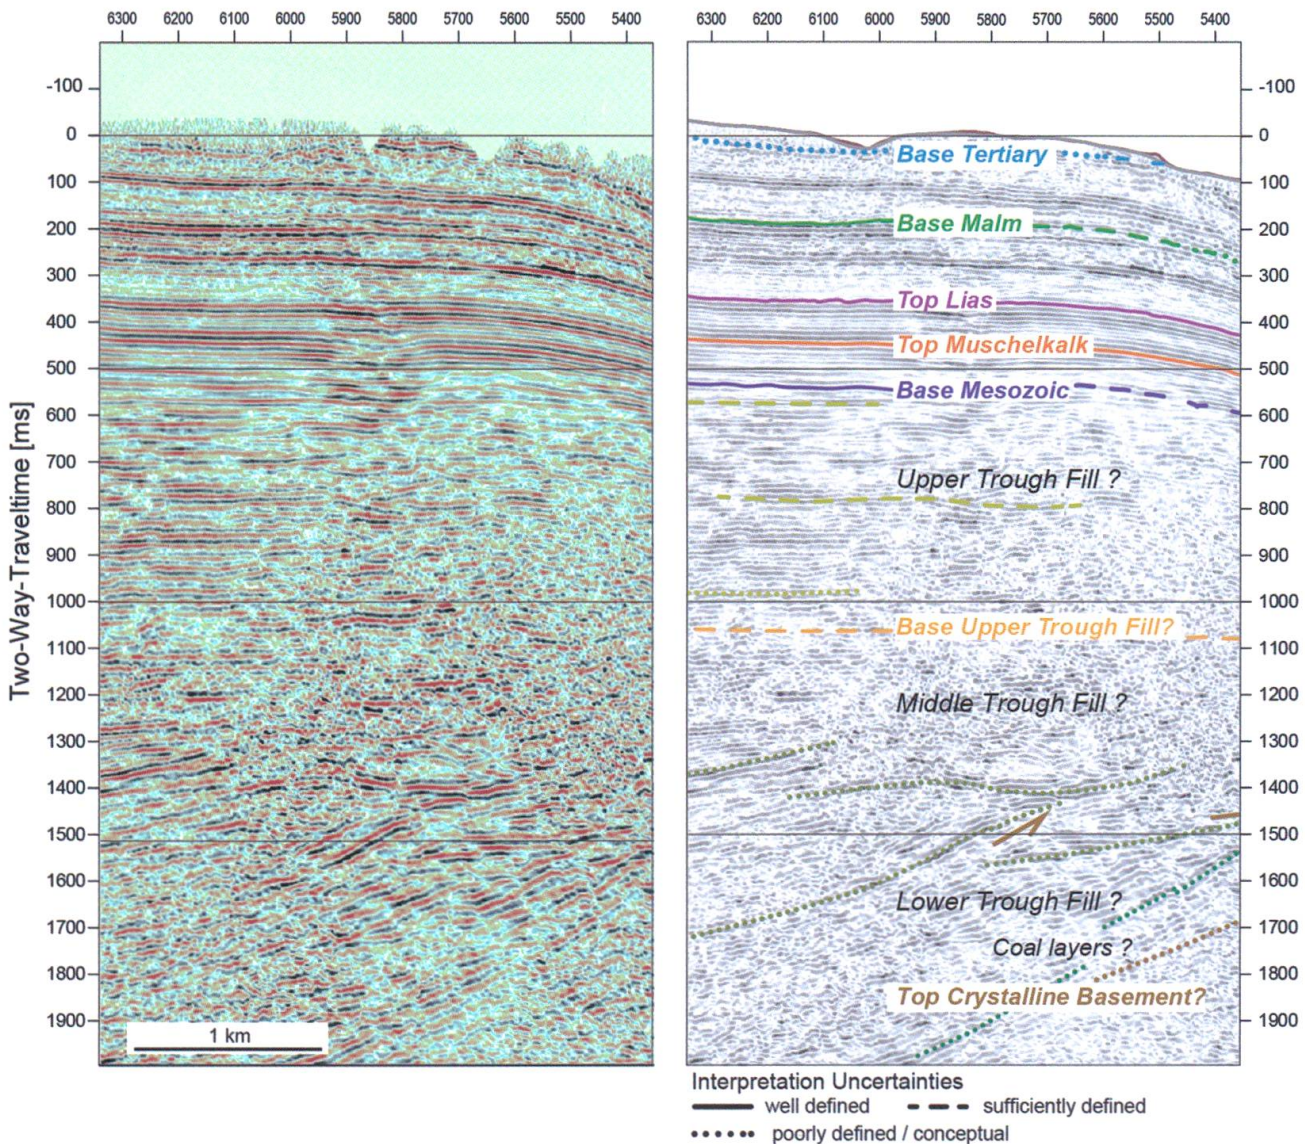 6300 6200 6100 6000 5900 5800 5700 5600 5500 5400
6300 6200 6100 6000 5900 5800 5700 5600 5500 5400
Two-Way-Traveltime [ms]
-100
0
100
200
300
400
500
600
700
800
900
1000
1100
1200
1300
1400
1500
1600
1700
1800
1900
1 km
Base Tertiary
Base Malm
Top Lias
Top Muschelkalk
Base Mesozoic
Upper Trough Fill ?
Base Upper Trough Fill?
Middle Trough Fill ?
Lower Trough Fill ?
Coal layers ?
Top Crystalline Basement?
-100
0
100
200
300
400
500
600
700
800
900
1000
1100
1200
1300
1400
1500
1600
1700
1800
1900
Interpretation Uncertainties
well defined sufficiently defined
poorly defined / conceptual